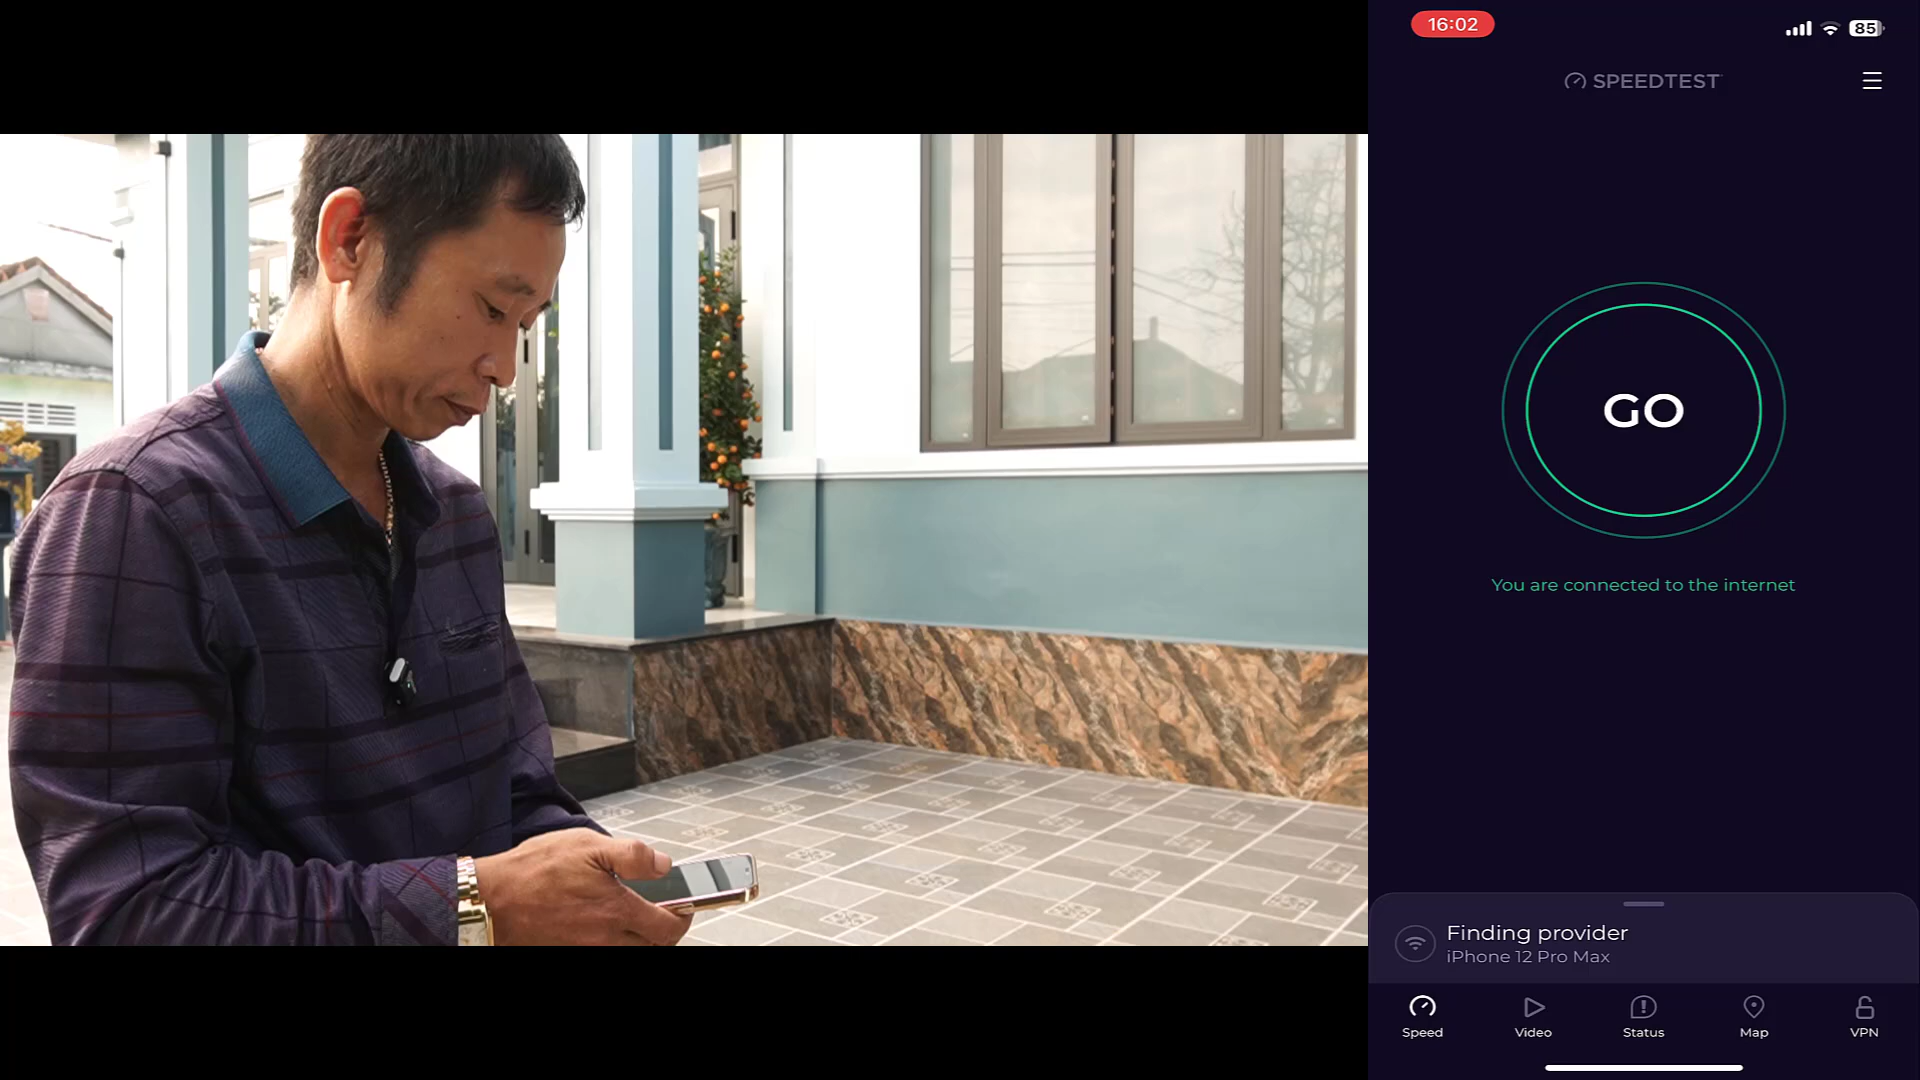 16:02
85
SPEEDTEST
GO
You are connected to the internet
Finding provider
iPhone 12 Pro Max
Speed
Video
Status
Map
VPN